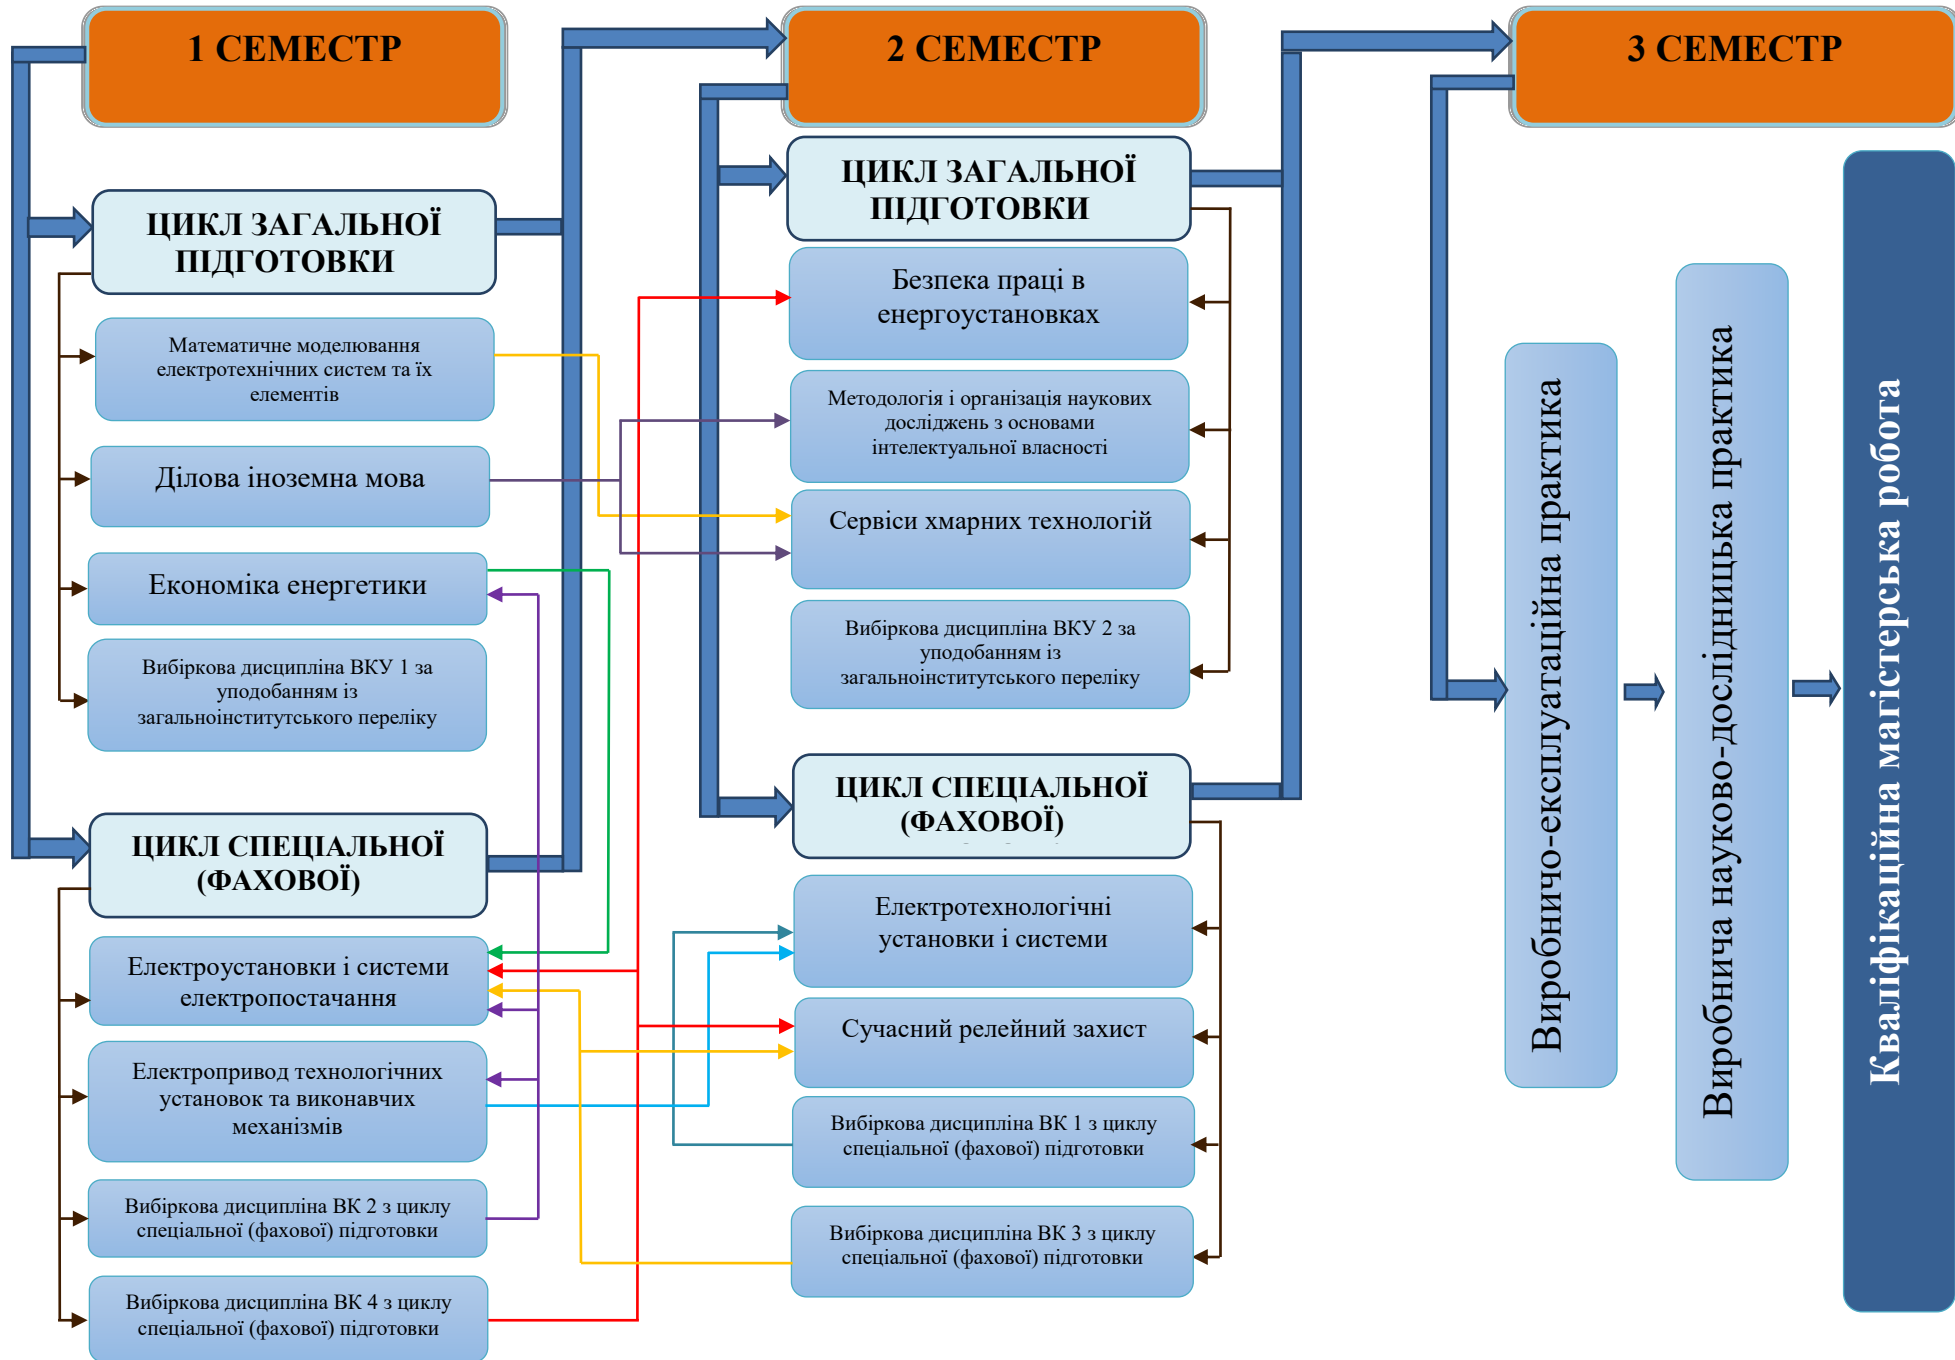 1 СЕМЕСТР
ЦИКЛ ЗАГАЛЬНОЇ
ПІДГОТОВКИ
Математичне моделювання
електротехнічних систем та їх
елементів
Ділова іноземна мова
Економіка енергетики
Вибіркова дисципліна ВКУ 1 за
уподобанням із
загальноінститутського переліку
ЦИКЛ СПЕЦІАЛЬНОЇ
(ФАХОВОЇ)
Електроустановки і системи
електропостачання
Електропривод технологічних
установок та виконавчих
механізмів
Вибіркова дисципліна ВК 2 з циклу
спеціальної (фахової) підготовки
Вибіркова дисципліна ВК 4 з циклу
спеціальної (фахової) підготовки
2 СЕМЕСТР
ЦИКЛ ЗАГАЛЬНОЇ
ПІДГОТОВКИ
Безпека праці в
енергоустановках
Методологія і організація наукових
досліджень з основами
інтелектуальної власності
Сервіси хмарних технологій
Вибіркова дисципліна ВКУ 2 за
уподобанням із
загальноінститутського переліку
ЦИКЛ СПЕЦІАЛЬНОЇ
(ФАХОВОЇ)
Електротехнологічні
установки і системи
Сучасний релейний захист
Вибіркова дисципліна ВК 1 з циклу
спеціальної (фахової) підготовки
Вибіркова дисципліна ВК 3 з циклу
спеціальної (фахової) підготовки
3 СЕМЕСТР
Виробничо-експлуатаційна практика
Виробнича науково-дослідницька практика
Кваліфікаційна магістерська робота